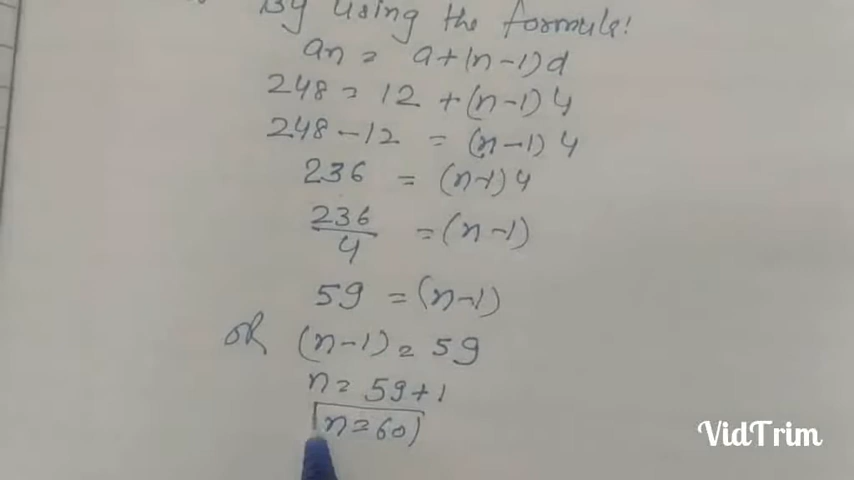 By using the formula!
an = a+(n-1)d
248 = 12 +(n-1) 4
248-12 = (n-1) 4
236 = (n-1) 4
236/4 = (n-1)
59 = (n-1)
or (n-1) = 59
n = 59+1
n = 60
VidTrim